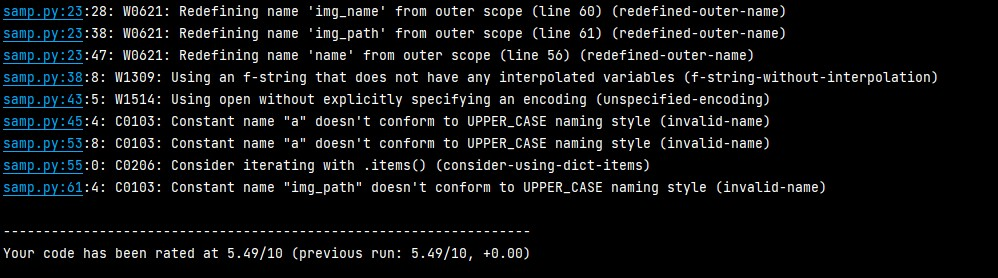 samp.py:23:28: W0621: Redefining name 'img_name' from outer scope (line 60) (redefined-outer-name)
samp.py:23:38: W0621: Redefining name 'img_path' from outer scope (line 61) (redefined-outer-name)
samp.py:23:47: W0621: Redefining name 'name' from outer scope (line 56) (redefined-outer-name)
samp.py:38:8: W1309: Using an f-string that does not have any interpolated variables (f-string-without-interpolation)
samp.py:43:5: W1514: Using open without explicitly specifying an encoding (unspecified-encoding)
samp.py:45:4: C0103: Constant name "a" doesn't conform to UPPER_CASE naming style (invalid-name)
samp.py:53:8: C0103: Constant name "a" doesn't conform to UPPER_CASE naming style (invalid-name)
samp.py:55:0: C0206: Consider iterating with .items() (consider-using-dict-items)
samp.py:61:4: C0103: Constant name "img_path" doesn't conform to UPPER_CASE naming style (invalid-name)
------------------------------------------------------------------
Your code has been rated at 5.49/10 (previous run: 5.49/10, +0.00)